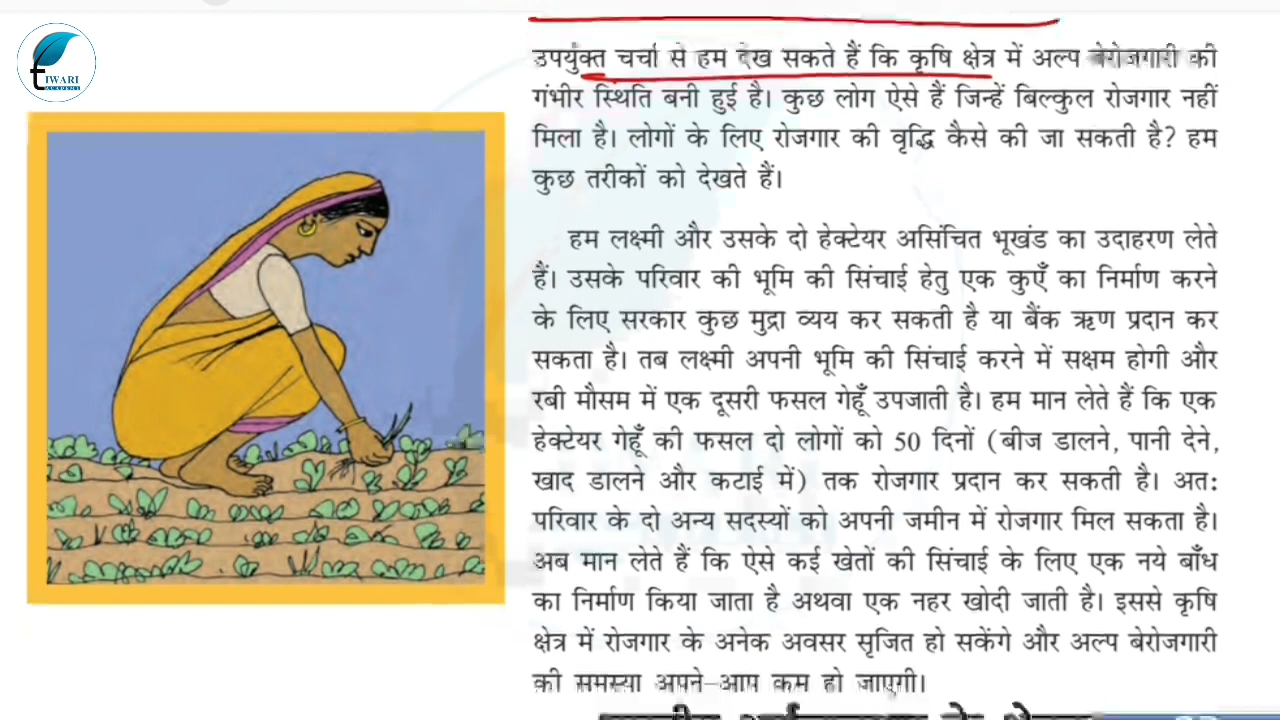 t
IWARI
ACADEMY
उपर्युक्त चर्चा से हम देख सकते हैं कि कृषि क्षेत्र में अल्प बेरोजगारी की
गंभीर स्थिति बनी हुई है। कुछ लोग ऐसे हैं जिन्हें बिल्कुल रोजगार नहीं
मिला है। लोगों के लिए रोजगार की वृद्धि कैसे की जा सकती है? हम
कुछ तरीकों को देखते हैं।
हम लक्ष्मी और उसके दो हेक्टेयर असिंचित भूखंड का उदाहरण लेते
हैं। उसके परिवार की भूमि की सिंचाई हेतु एक कुएँ का निर्माण करने
के लिए सरकार कुछ मुद्रा व्यय कर सकती है या बैंक ऋण प्रदान कर
सकता है। तब लक्ष्मी अपनी भूमि की सिंचाई करने में सक्षम होगी और
रबी मौसम में एक दूसरी फसल गेहूँ उपजाती है। हम मान लेते हैं कि एक
हेक्टेयर गेहूँ की फसल दो लोगों को 50 दिनों (बीज डालने, पानी देने,
खाद डालने और कटाई में) तक रोजगार प्रदान कर सकती है। अत:
परिवार के दो अन्य सदस्यों को अपनी जमीन में रोजगार मिल सकता है।
अब मान लेते हैं कि ऐसे कई खेतों की सिंचाई के लिए एक नये बाँध
का निर्माण किया जाता है अथवा एक नहर खोदी जाती है। इससे कृषि
क्षेत्र में रोजगार के अनेक अवसर सृजित हो सकेंगे और अल्प बेरोजगारी
की समस्या अपने-आप कम हो जाएगी।